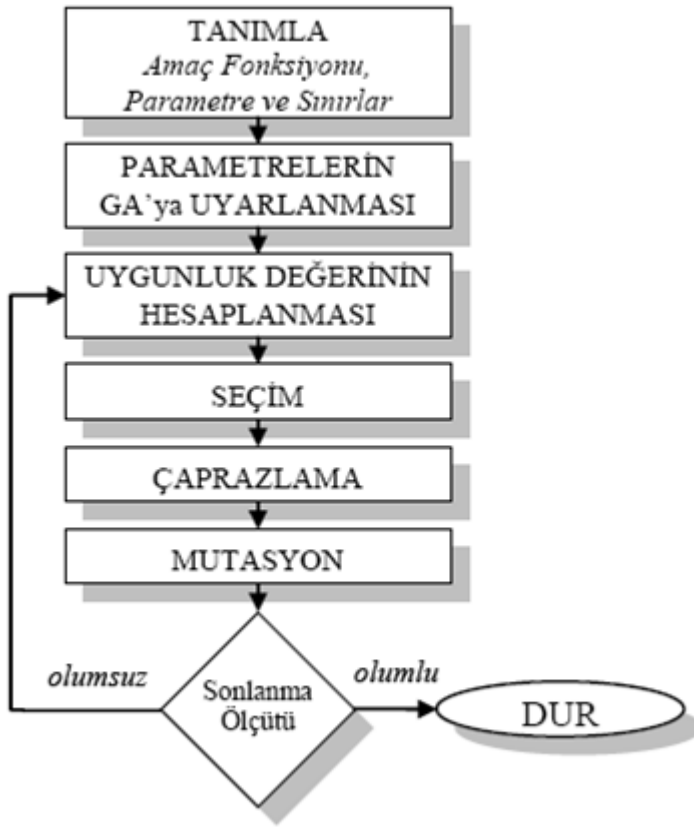 TANIMLA
Amaç Fonksiyonu,
Parametre ve Sınırlar
PARAMETRELERİN
GA'ya UYARLANMASI
UYGUNLUK DEĞERİNİN
HESAPLANMASI
SEÇİM
ÇAPRAZLAMA
MUTASYON
olumsuz
Sonlanma
Ölçütü
olumlu
DUR